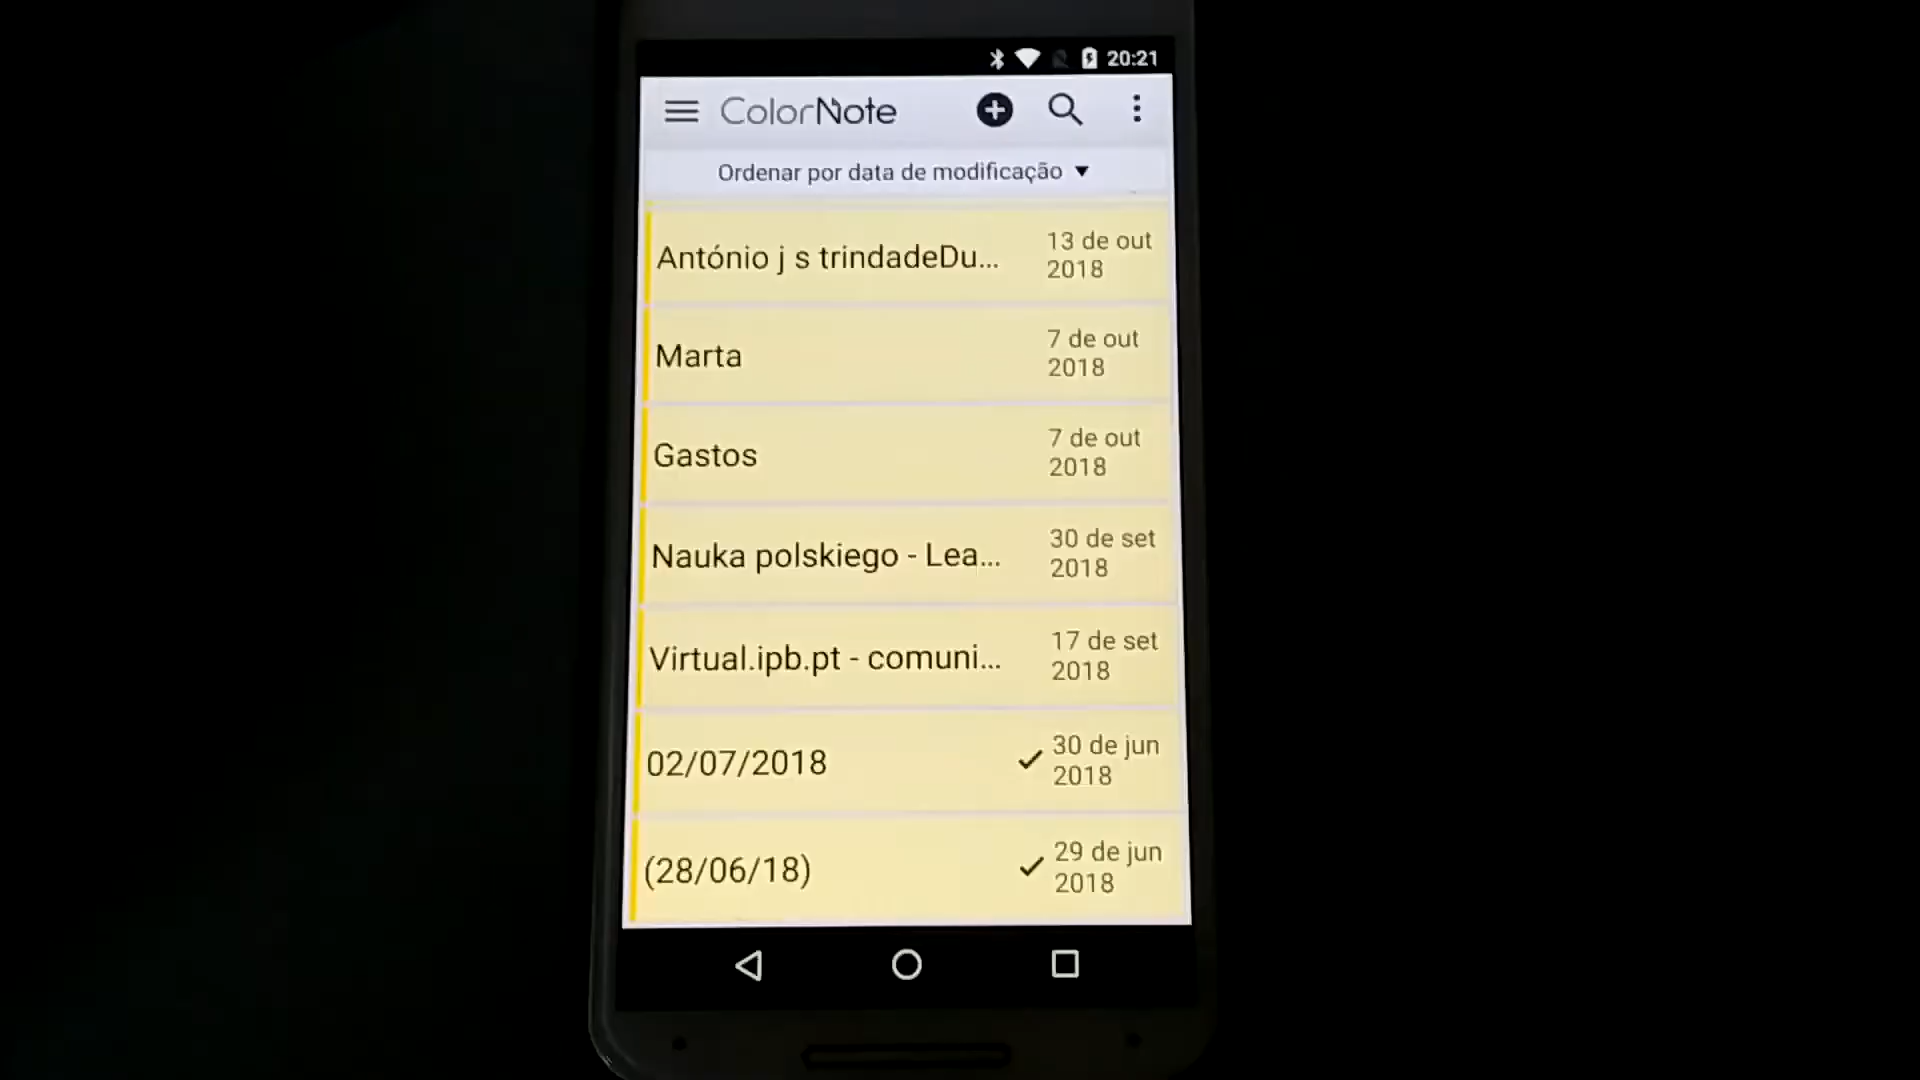 20:21
ColorNote
Ordenar por data de modificação
António j s trindadeDu...
13 de out
2018
Marta
7 de out
2018
Gastos
7 de out
2018
Nauka polskiego - Lea...
30 de set
2018
Virtual.ipb.pt - comuni...
17 de set
2018
02/07/2018
30 de jun
2018
(28/06/18)
29 de jun
2018